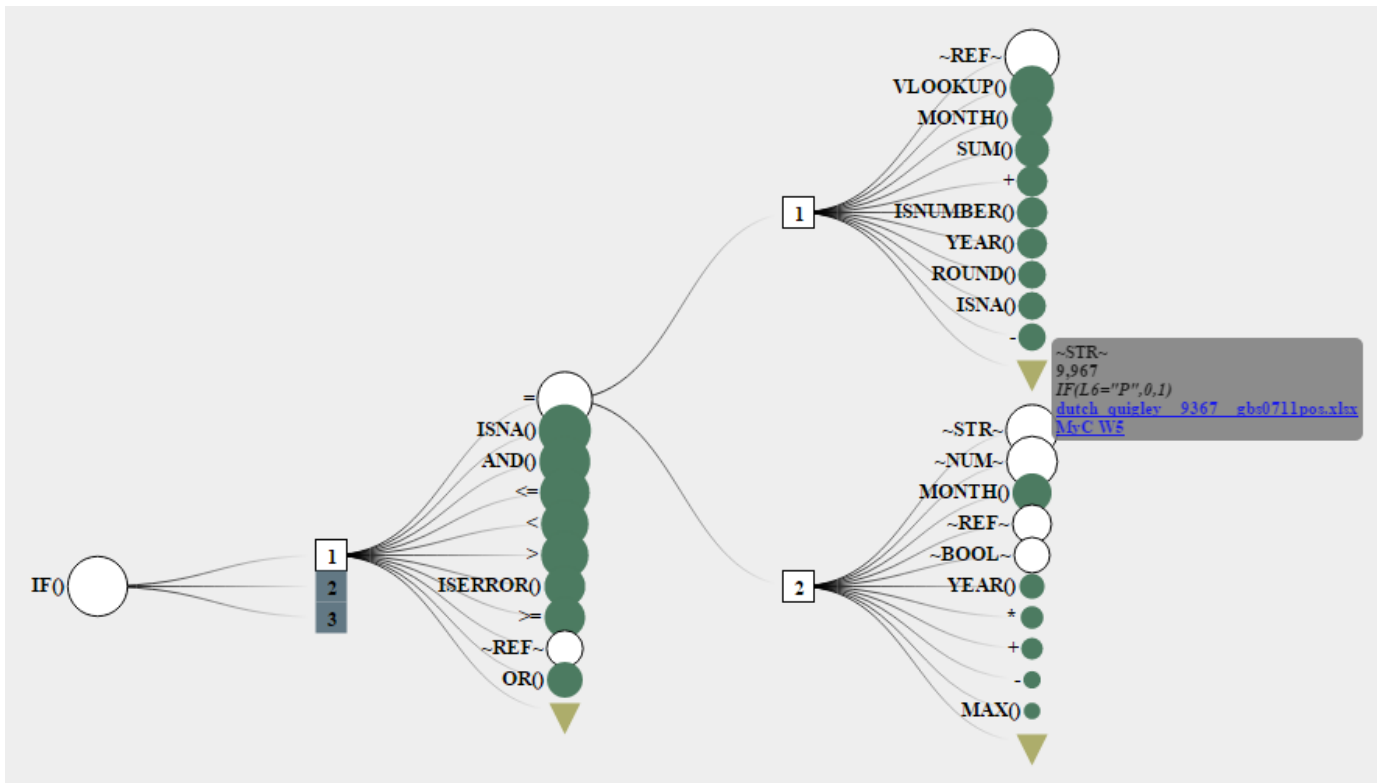 IF()
1
2
3
=
ISNA()
AND()
<=
<
>
ISERROR()
>=
~REF~
OR()
1
~REF~
VLOOKUP()
MONTH()
SUM()
+
ISNUMBER()
YEAR()
ROUND()
ISNA()
-
~STR~
9,967
IF(L6="P",0,1)
dutch_quigley__9367__gbs0711pos.xlsx
MyC W5
2
~STR~
~NUM~
MONTH()
~REF~
~BOOL~
YEAR()
*
+
-
MAX()